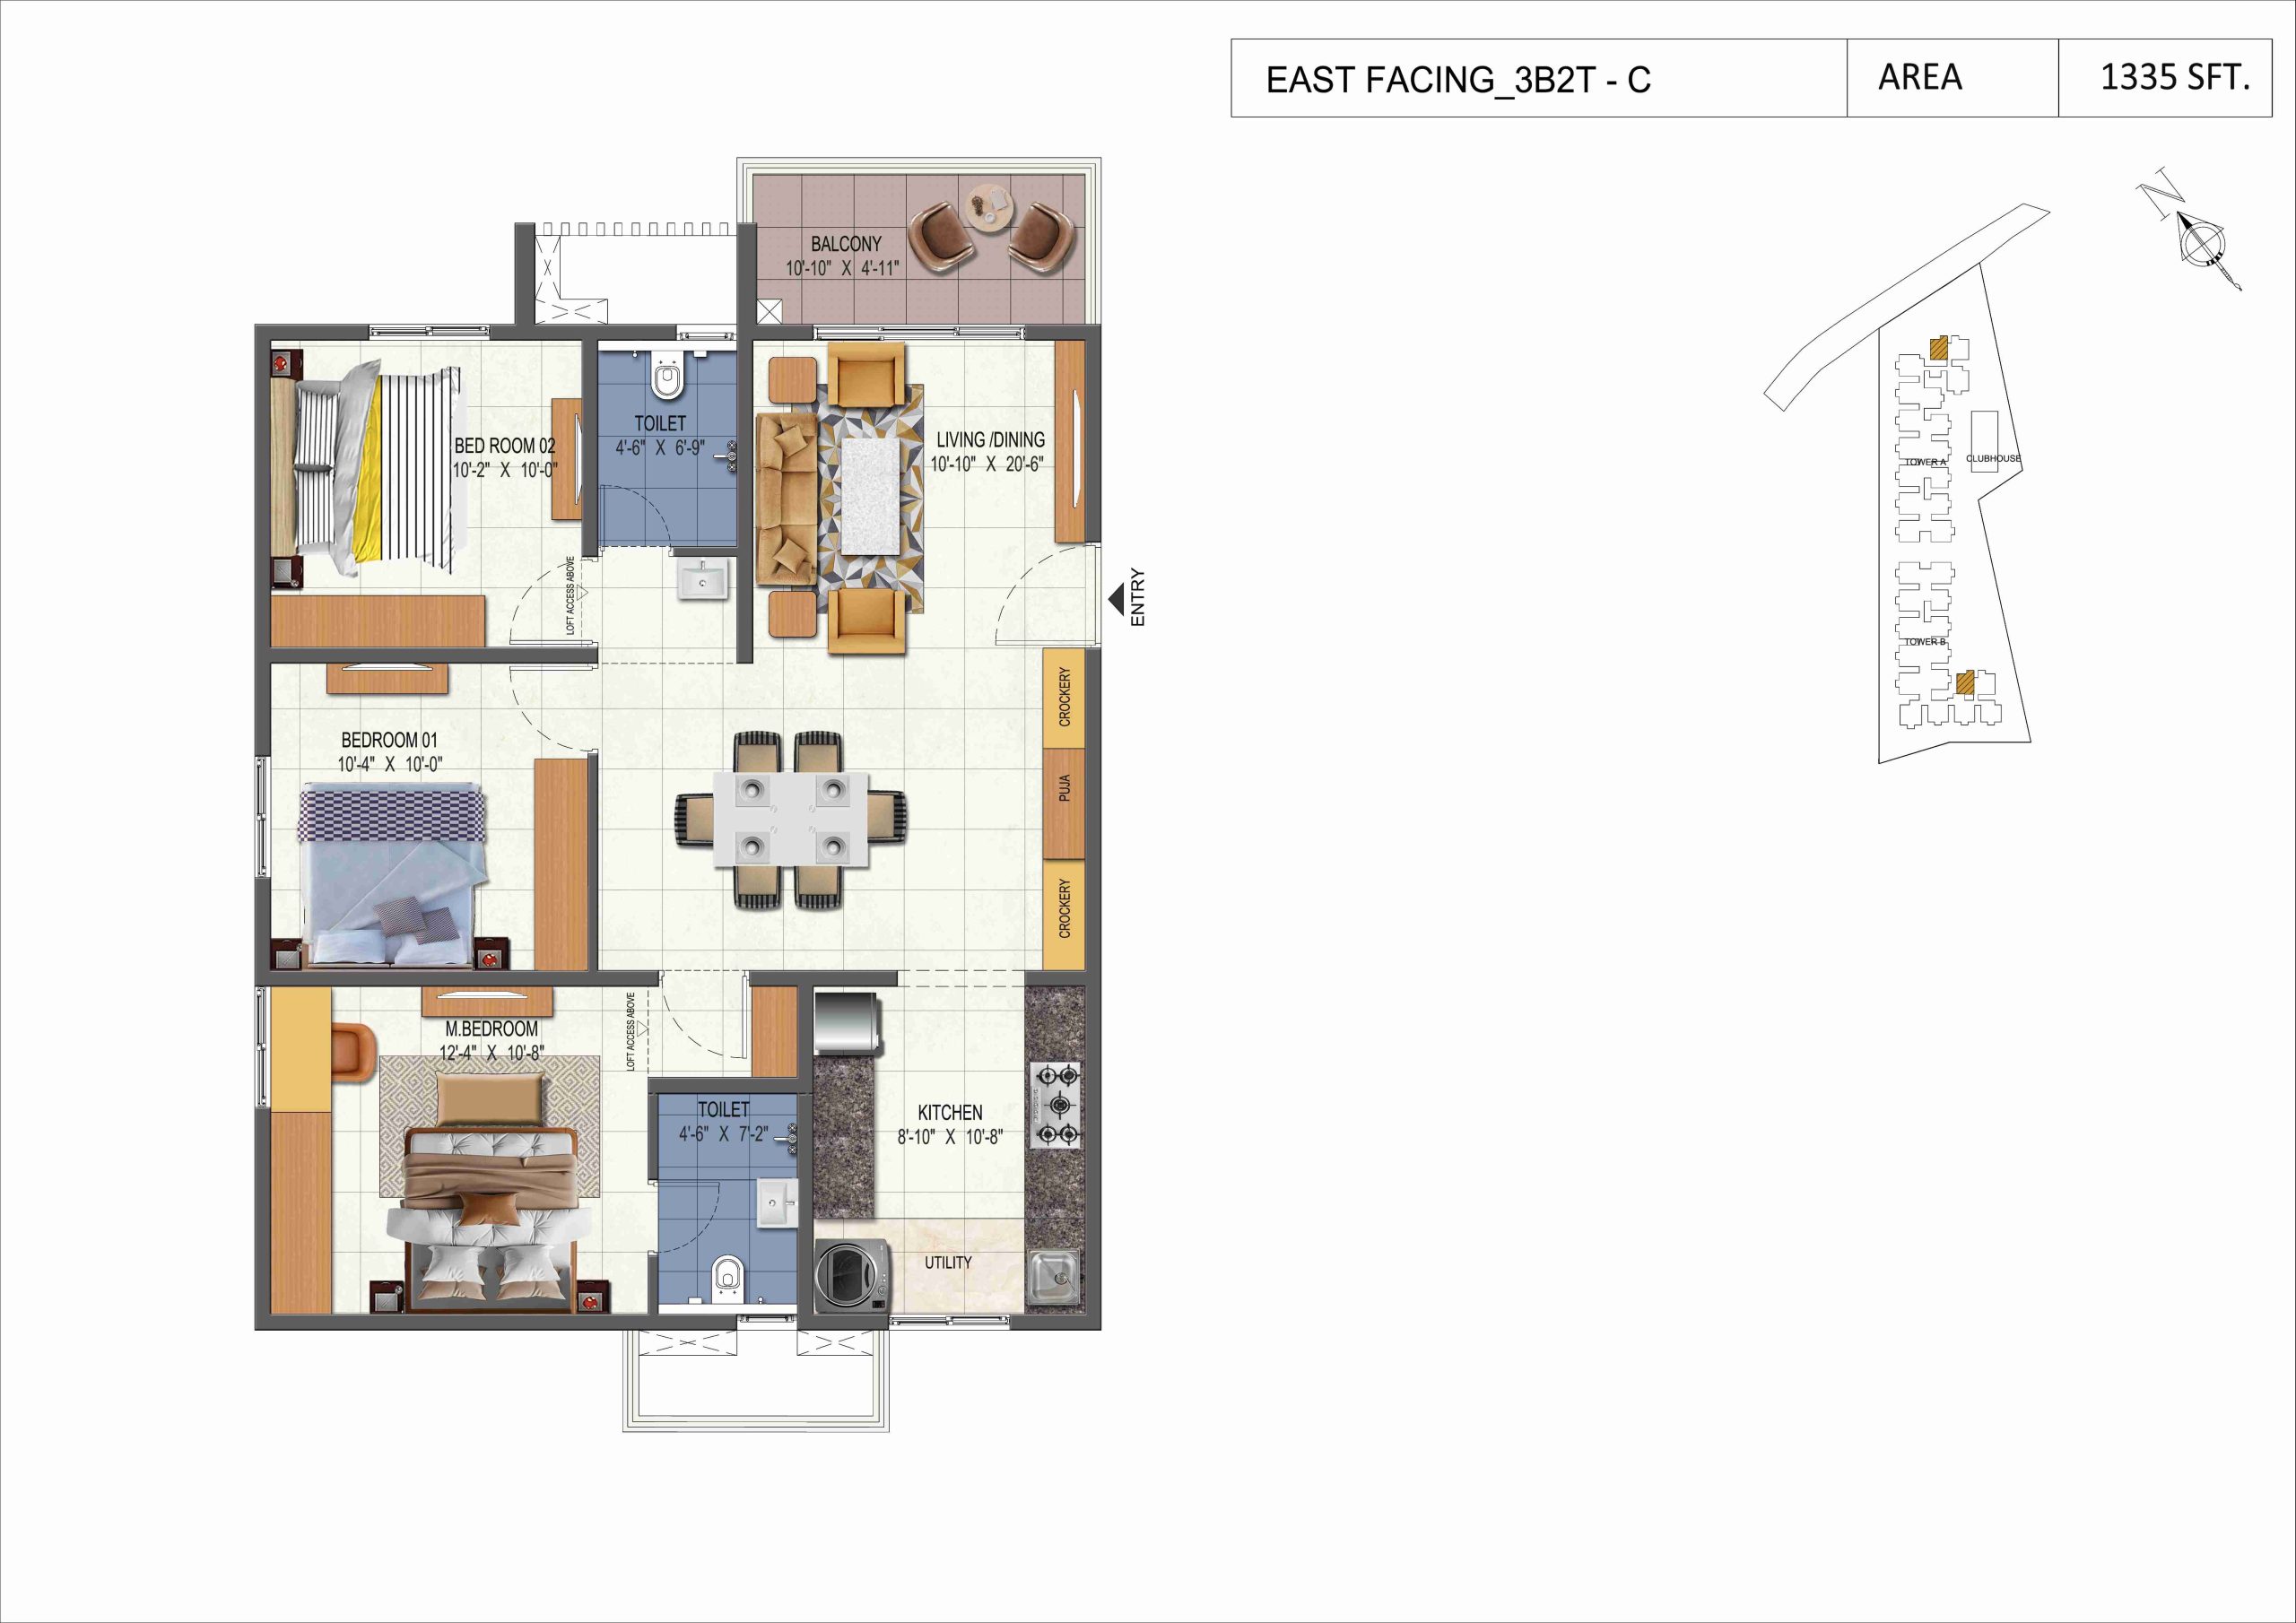 EAST FACING_3B2T - C
AREA
1335 SFT.
N
BALCONY
10'-10" X 4'-11"
BED ROOM 02
10'-2" X 10'-0"
TOILET
4'-6" X 6'-9"
LIVING /DINING
10'-10" X 20'-6"
LOFT ACCESS ABOVE
ENTRY
CROCKERY
PUJA
CROCKERY
BEDROOM 01
10'-4" X 10'-0"
M.BEDROOM
12'-4" X 10'-8"
LOFT ACCESS ABOVE
TOILET
4'-6" X 7'-2"
KITCHEN
8'-10" X 10'-8"
UTILITY
TOWER A
CLUBHOUSE
TOWER B